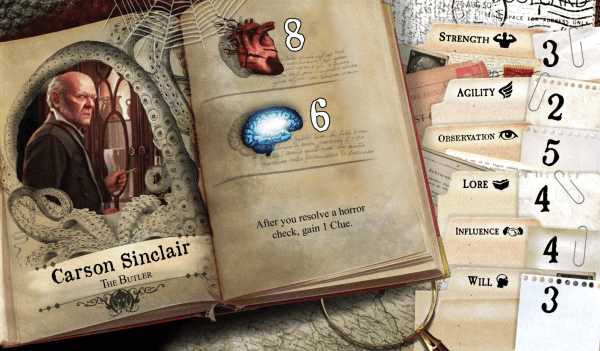 8
6
After you resolve a horror
check, gain 1 Clue.
Carson Sinclair
The Butler
Strength 3
Agility 2
Observation 5
Lore 4
Influence 4
Will 3